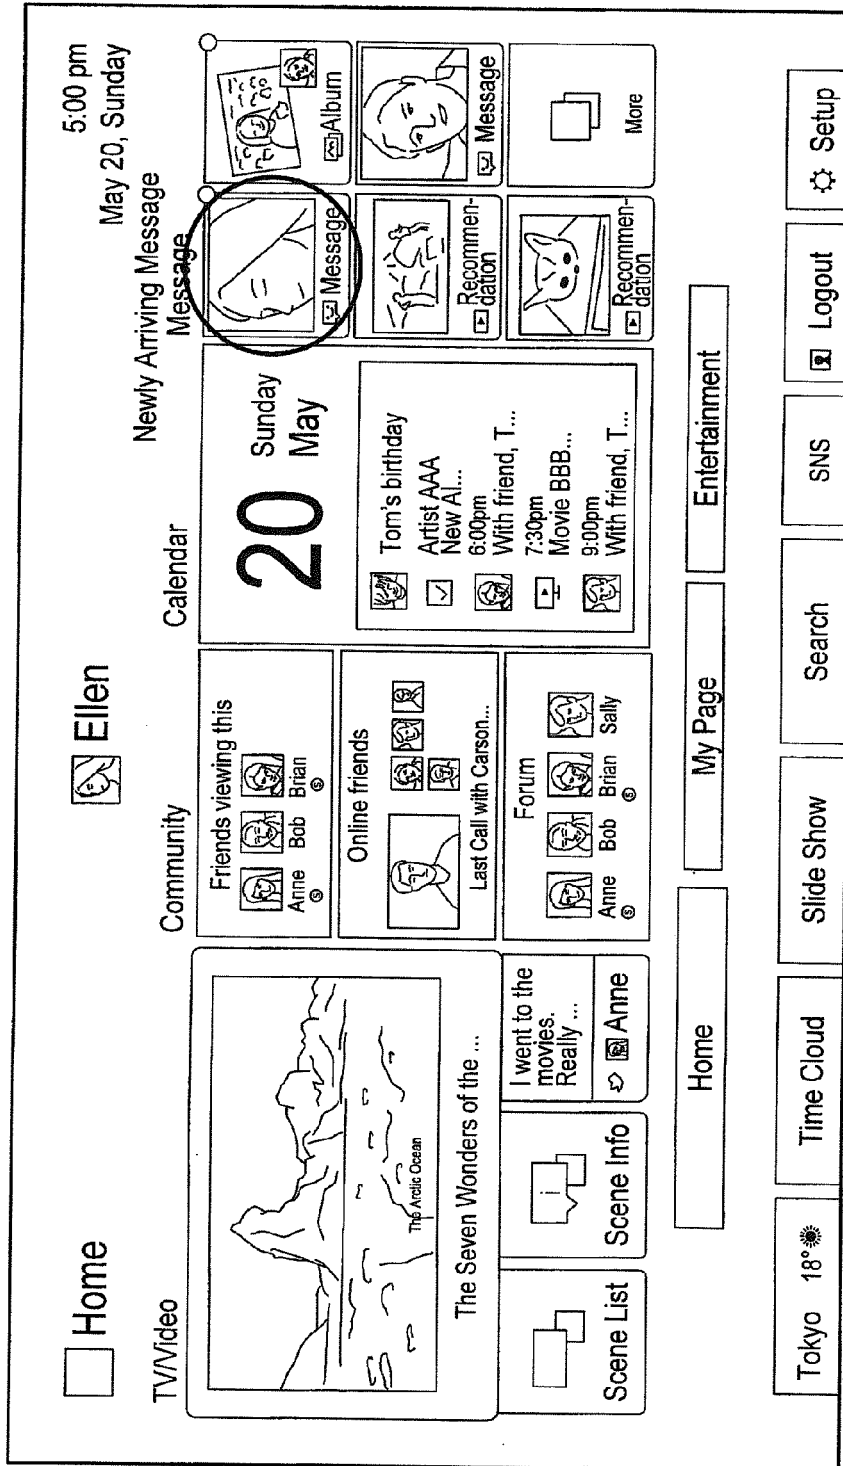 Home
Ellen
5:00 pm
May 20, Sunday
TV/Video
The Arctic Ocean
The Seven Wonders of the ...
Scene List
Scene Info
I went to the
movies.
Really ...
Anne
Community
Friends viewing this
Anne Bob Brian
S S
Online friends
Last Call with Carson...
Forum
Anne Bob Brian Sally
S S
Calendar
20 Sunday
May
Tom's birthday
Artist AAA
New Al...
6:00pm
With friend, T...
7:30pm
Movie BBB...
9:00pm
With friend, T...
Newly Arriving Message
Message
Message
Album
Recommen-
dation
Message
Recommen-
dation
More
Home
My Page
Entertainment
Tokyo 18°
Time Cloud
Slide Show
Search
SNS
Logout
Setup